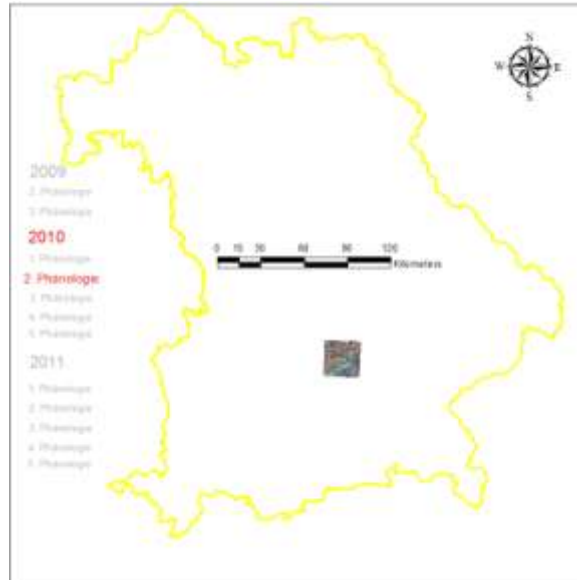 N
W E
S
2009
2. Phänologie
3. Phänologie
2010
1. Phänologie
2. Phänologie
3. Phänologie
4. Phänologie
5. Phänologie
2011
1. Phänologie
2. Phänologie
3. Phänologie
4. Phänologie
5. Phänologie
0 15 30 60 90 120
Kilometers